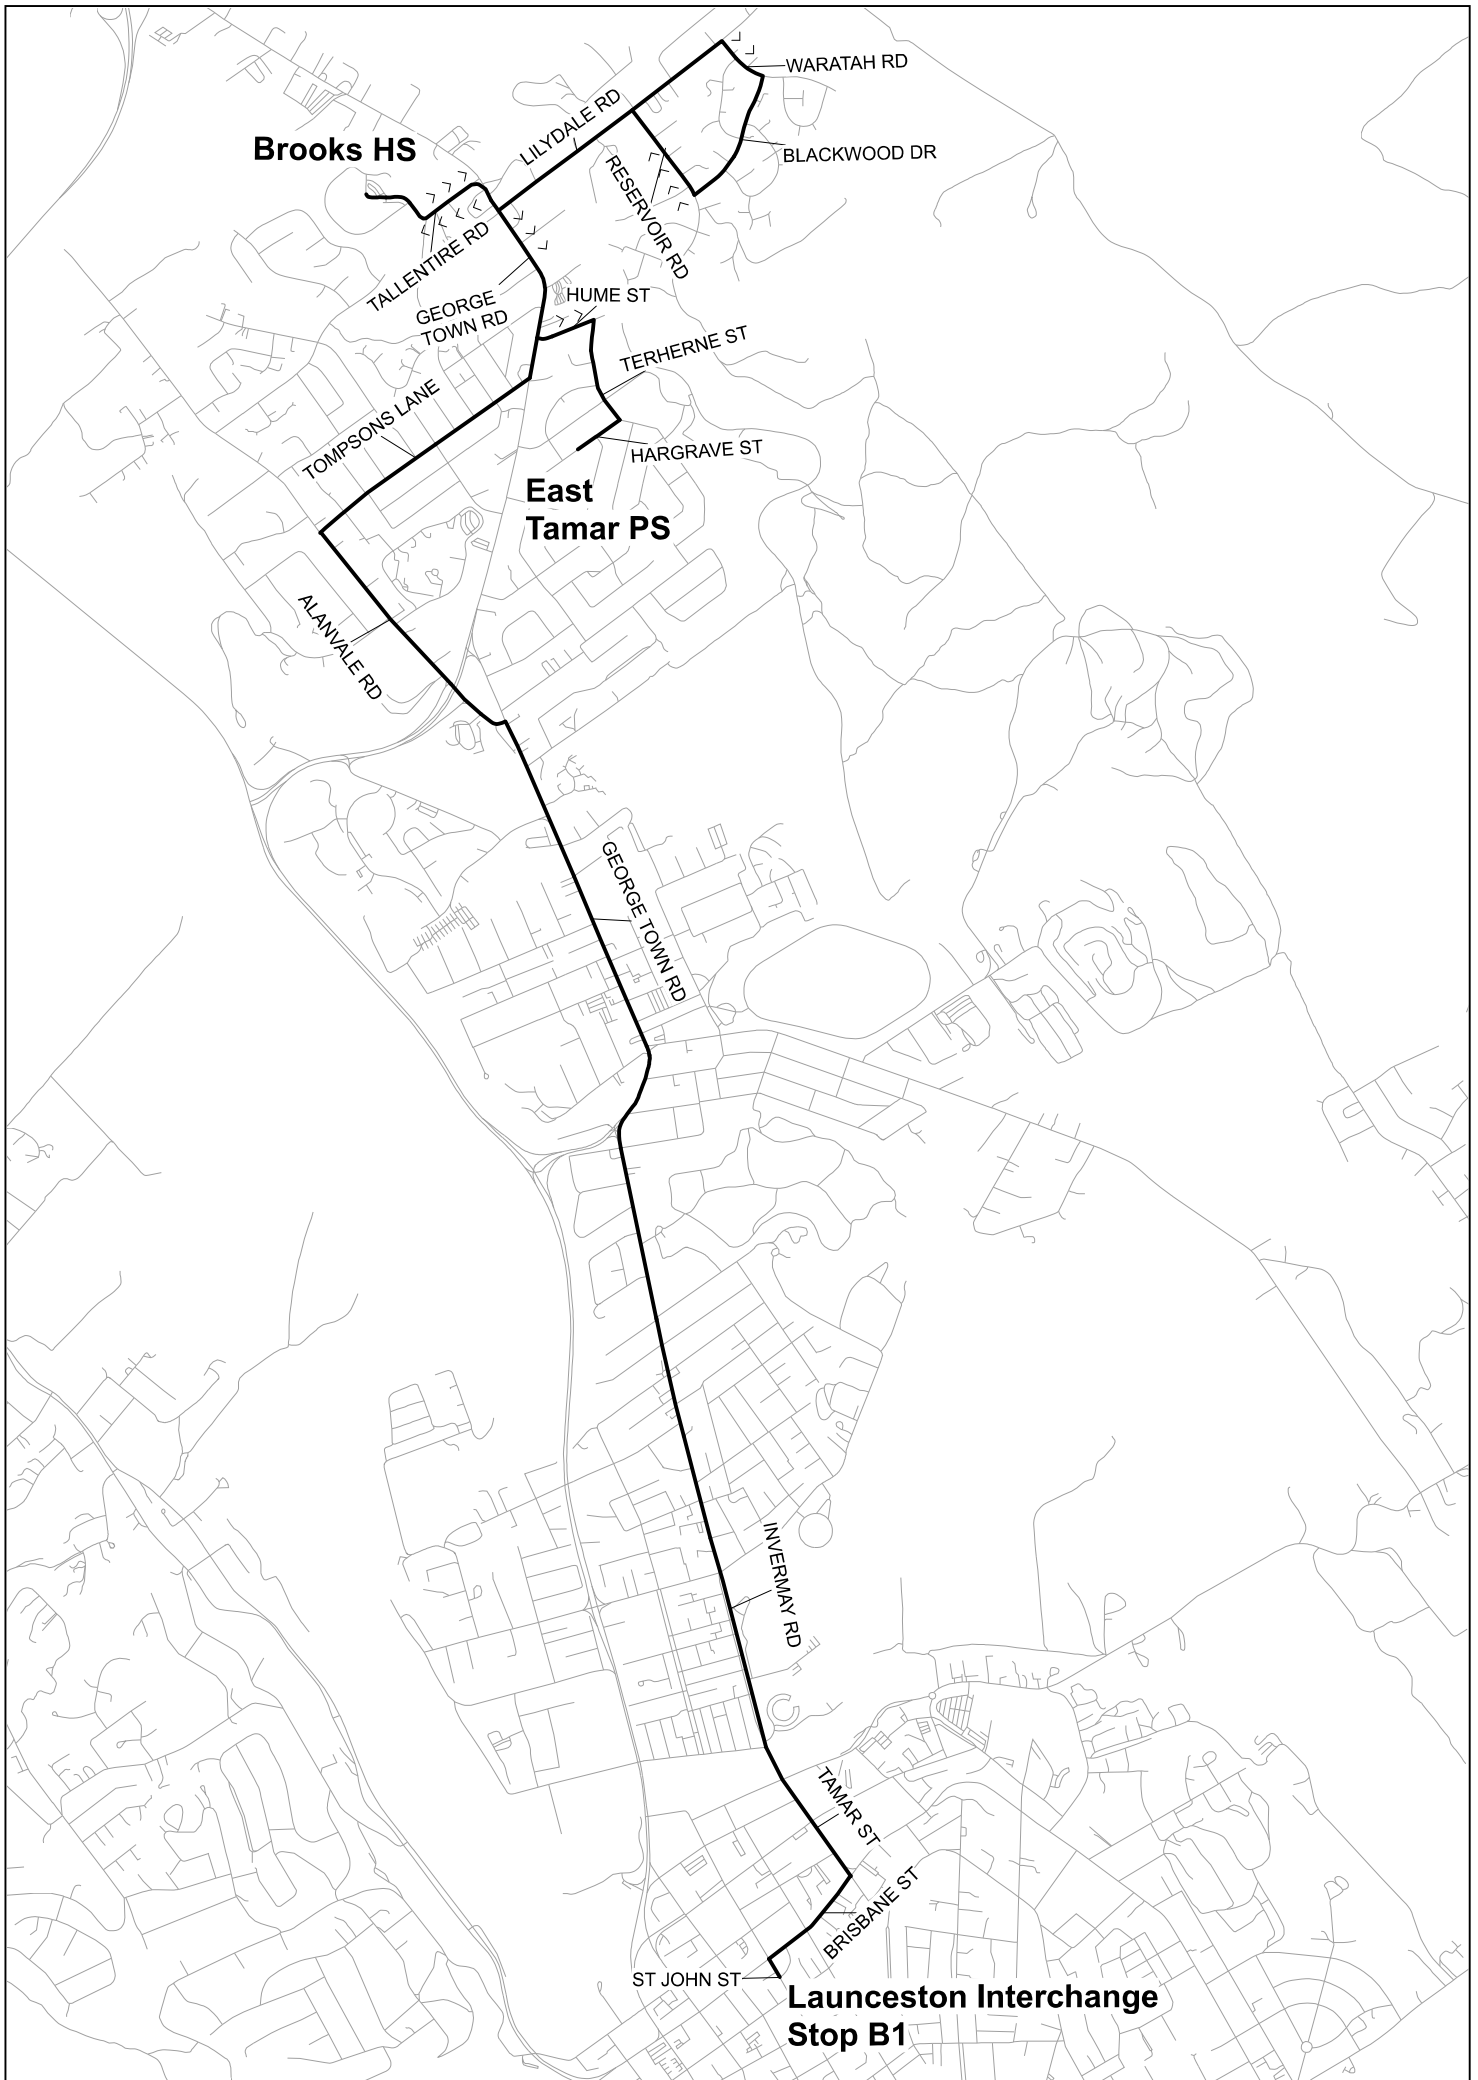 WARATAH RD
LILYDALE RD
Brooks HS
BLACKWOOD DR
RESERVOIR RD
TALLENTIRE RD
GEORGE
TOWN RD
HUME ST
TERHERNE ST
TOMPSONS LANE
HARGRAVE ST
East
Tamar PS
ALANVALE RD
GEORGE TOWN RD
INVERMAY RD
TAMAR ST
BRISBANE ST
ST JOHN ST
Launceston Interchange
Stop B1